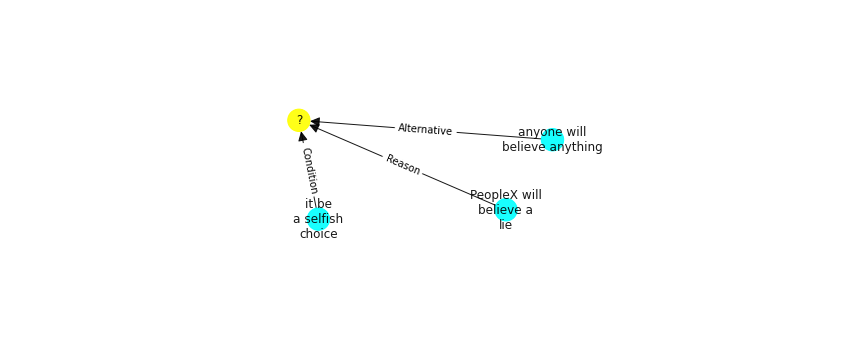 ?
Alternative
anyone will
believe anything
Reason
Condition
PeopleX will
believe a
lie
it be
a selfish
choice